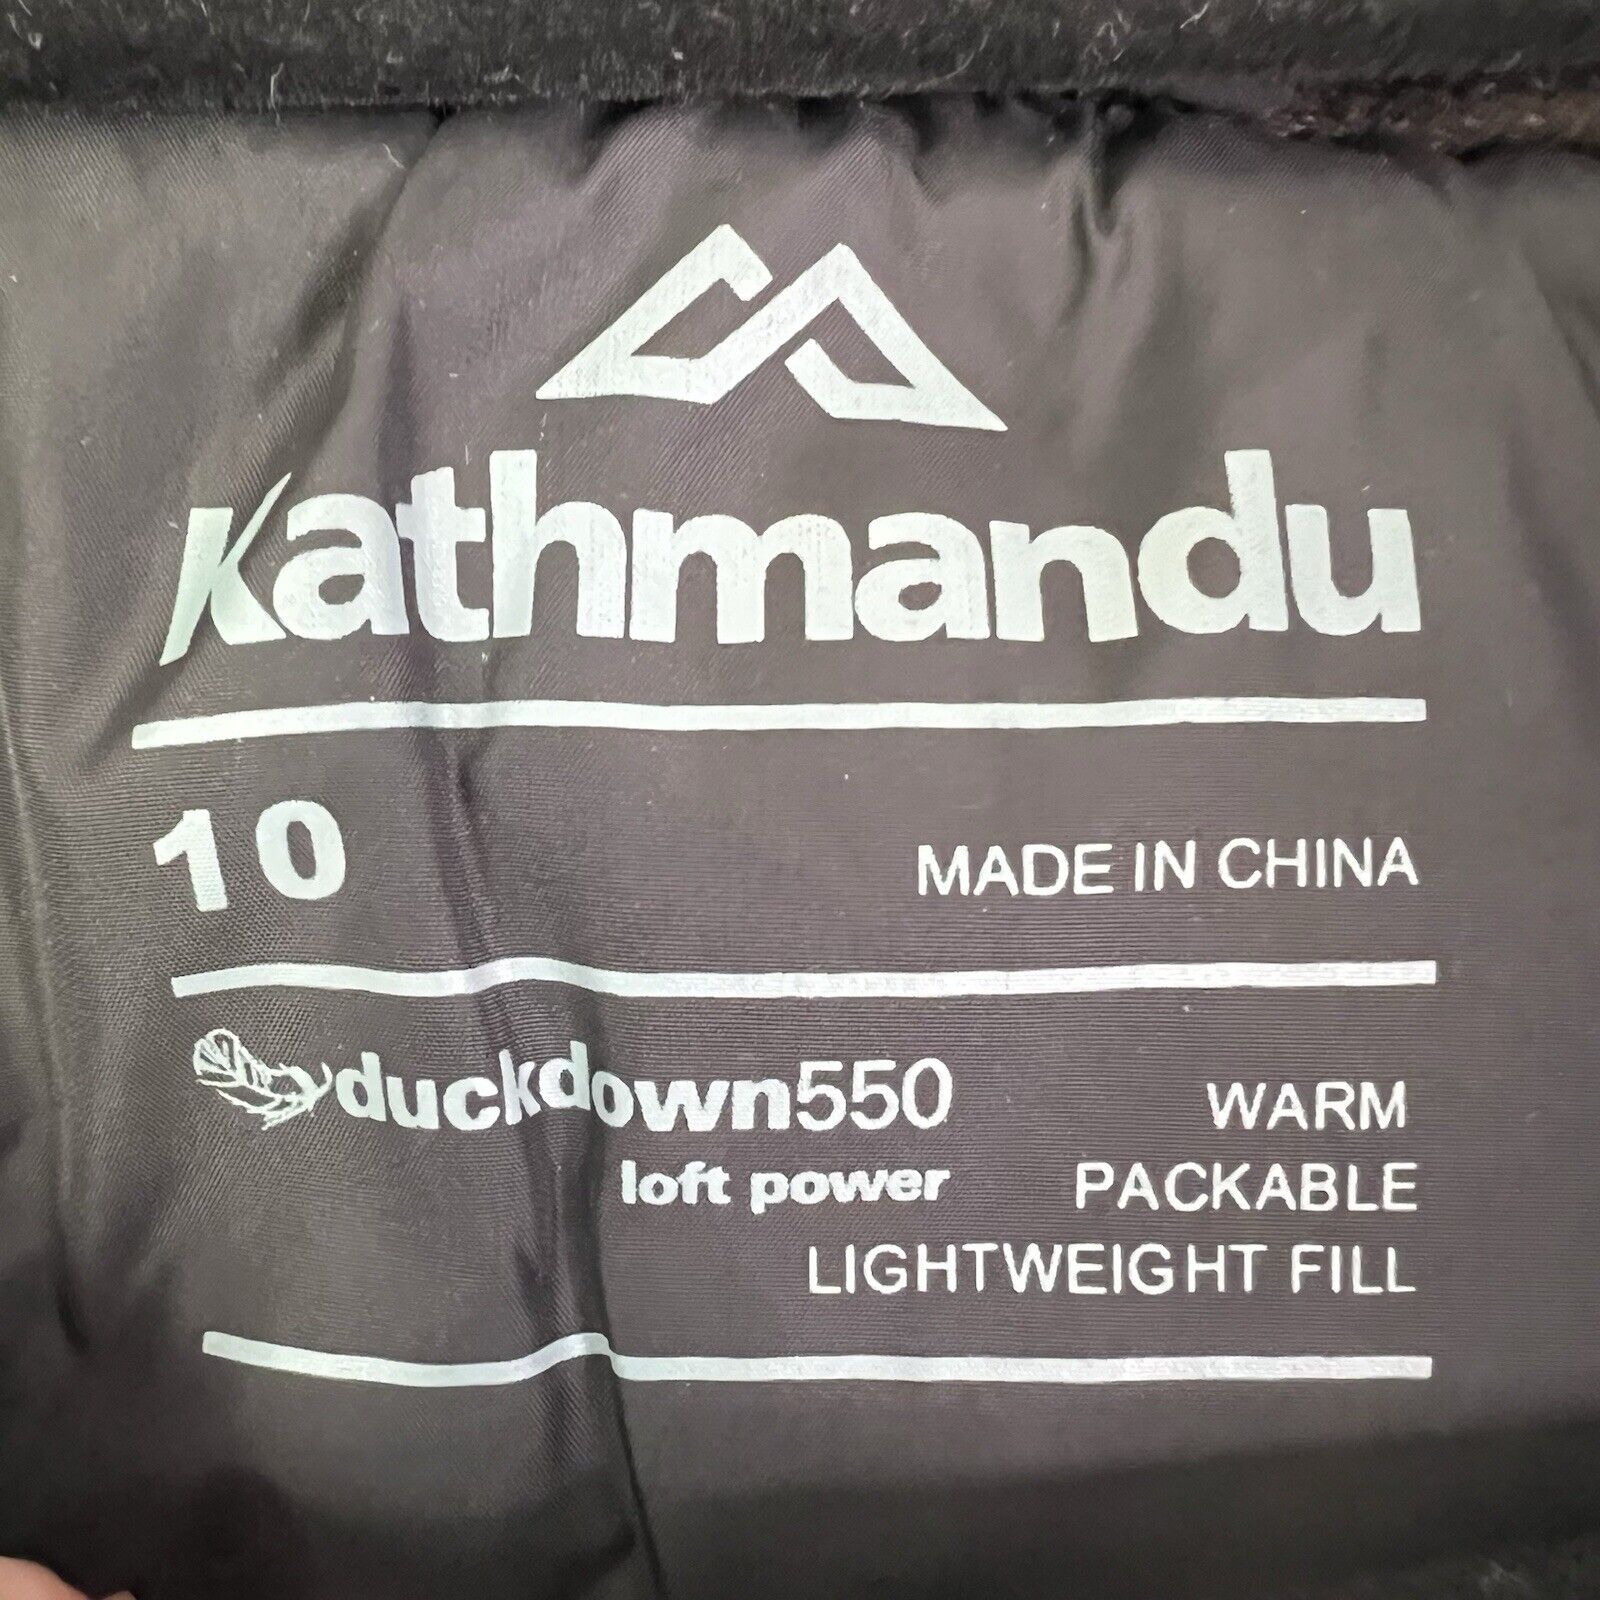 kathmandu
10
MADE IN CHINA
duckdown550
loft power
WARM
PACKABLE
LIGHTWEIGHT FILL